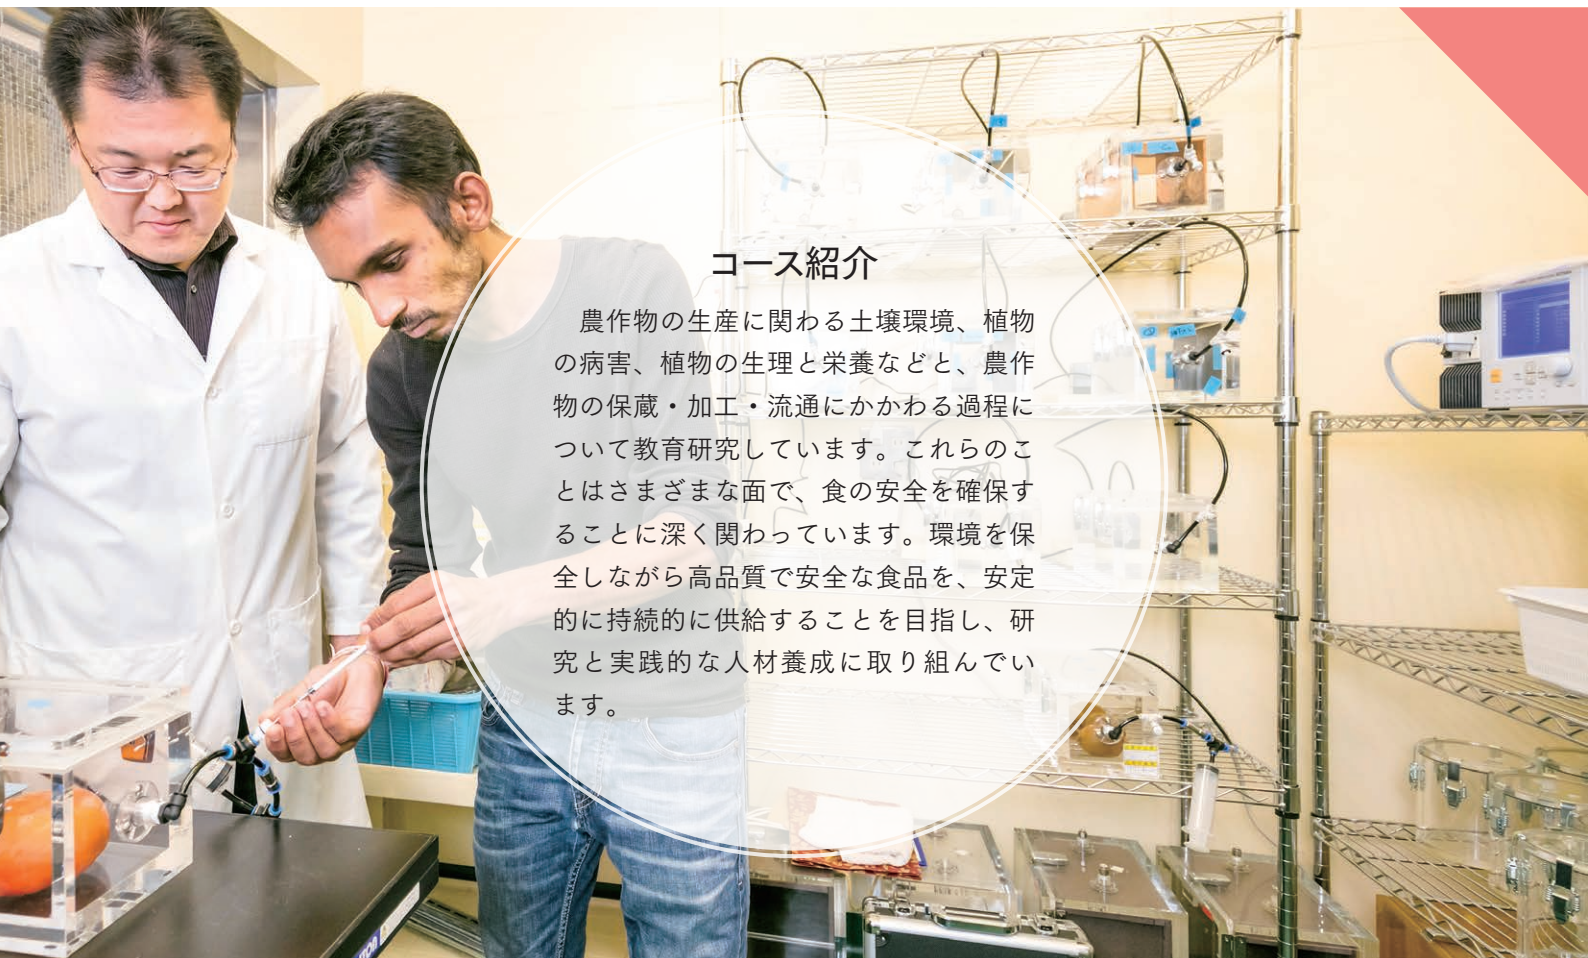 コース紹介
農作物の生産に関わる土壌環境、植物
の病害、植物の生理と栄養などと、農作
物の保蔵・加工・流通にかかわる過程に
ついて教育研究しています。これらのこ
とはさまざまな面で、食の安全を確保す
ることに深く関わっています。環境を保
全しながら高品質で安全な食品を、安定
的に持続的に供給することを目指し、研
究と実践的な人材養成に取り組んでい
ます。